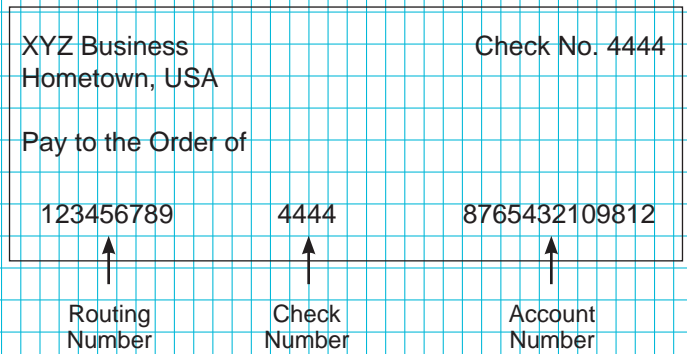 XYZ Business
Check No. 4444
Hometown, USA
Pay to the Order of
123456789 4444 8765432109812
Routing Number
Check Number
Account Number